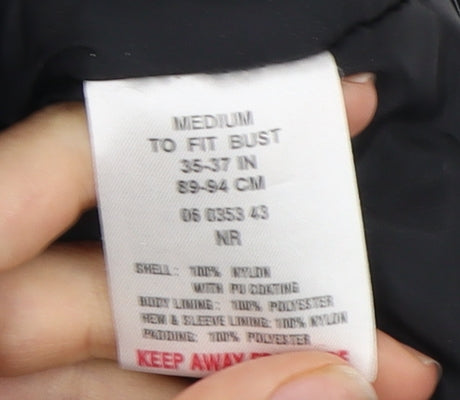 MEDIUM
TO FIT BUST
35-37 IN
89-94 CM
06 0353 43
NR
SHELL: 100% NYLON
WITH PU COATING
BODY LINING: 100% POLYESTER
HEM & SLEEVE LINING: 100% NYLON
PADDING: 100% POLYESTER
KEEP AWAY